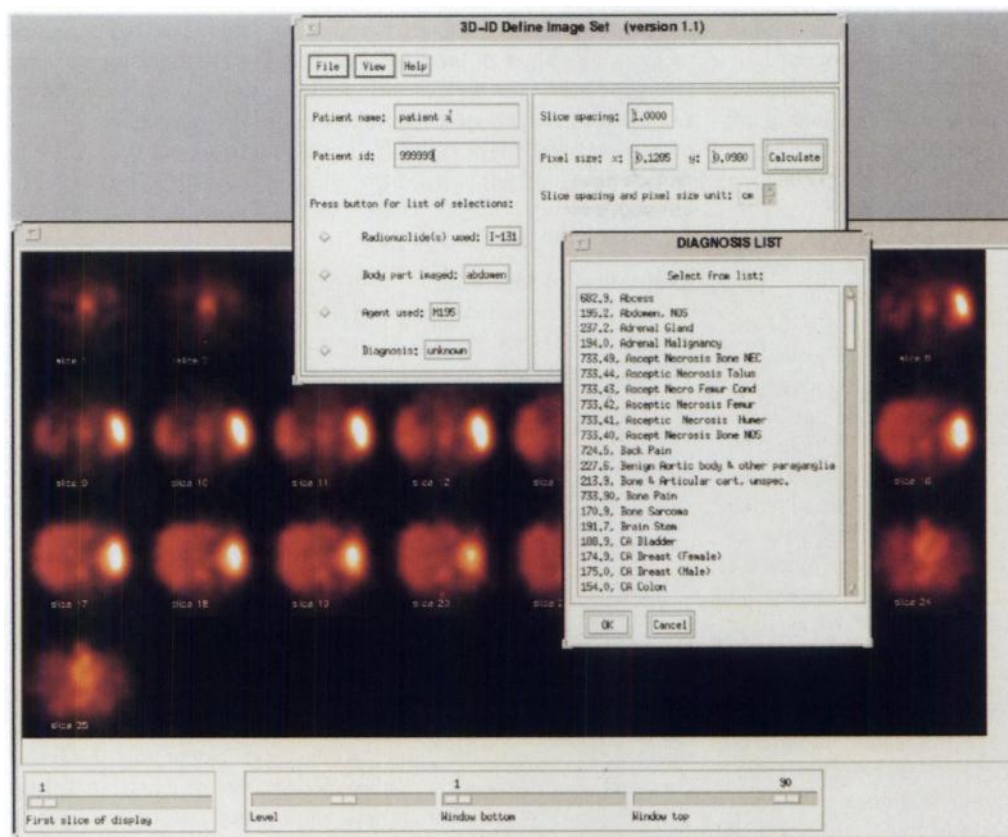 3D-ID Define Image Set (version 1.1)
File View Help
Patient name: patient x
Patient id: 999999
Press button for list of selections:
Radionuclide(s) used: I-131
Body part imaged: abdomen
Agent used: M195
Diagnosis: unknown
Slice spacing: 1.0000
Pixel size: x: 0.1205 y: 0.0980 Calculate
Slice spacing and pixel size unit: cm
DIAGNOSIS LIST
Select from list:
682.9, Abcess
195.2, Abdomen, NOS
237.2, Adrenal Gland
194.0, Adrenal Malignancy
733.49, Ascept Necrosis Bone NEC
733.44, Asceptic Necrosis Talus
733.43, Ascept Necro Femur Cond
733.42, Asceptic Necrosis Femur
733.41, Asceptic Necrosis Humer
733.40, Ascept Necrosis Bone NOS
724.5, Back Pain
227.6, Benign Aortic body & other paraganglia
213.9, Bone & Articular cart, unspec.
733.90, Bone Pain
170.9, Bone Sarcoma
191.7, Brain Stem
188.9, CA Bladder
174.9, CA Breast (Female)
175.0, CA Breast (Male)
154.0, CA Colon
OK Cancel
slice 1
slice 2
slice 8
slice 9
slice 10
slice 11
slice 12
slice 16
slice 17
slice 18
slice 19
slice 20
slice 24
slice 25
1
First slice of display
Level
1
Window bottom
90
Window top